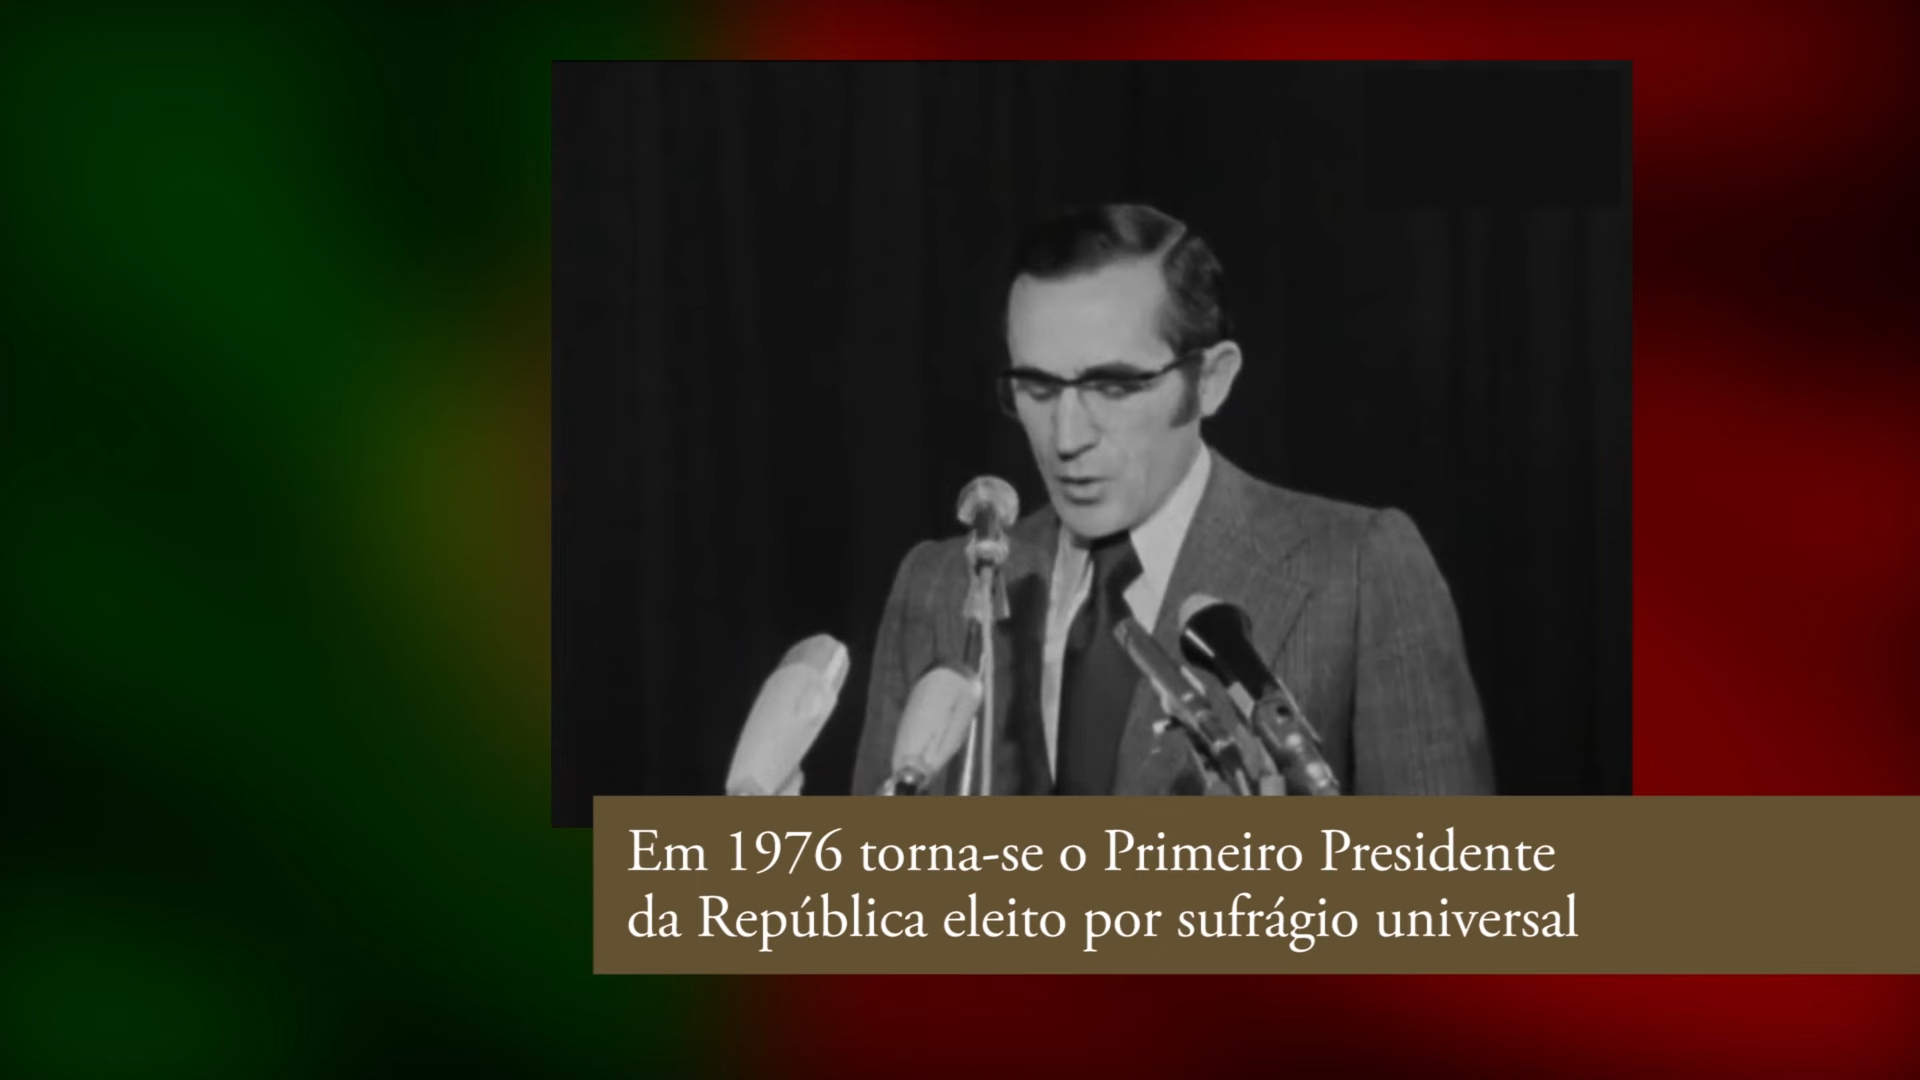 Em 1976 torna-se o Primeiro Presidente
da República eleito por sufrágio universal